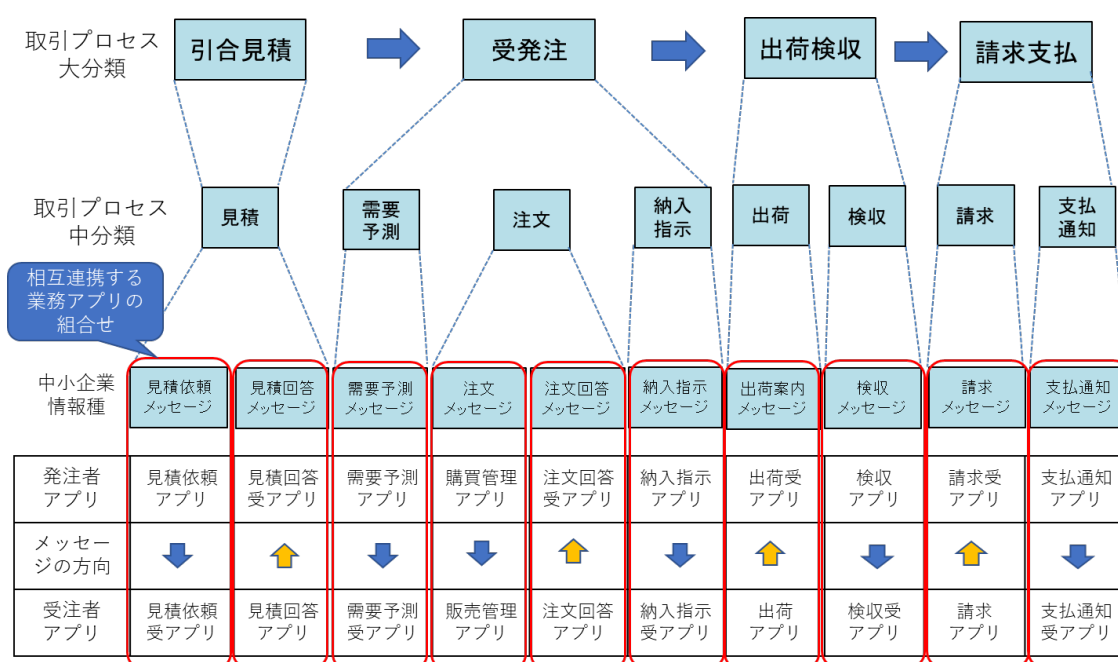 取引プロセス
大分類
引合見積
受発注
出荷検収
請求支払
取引プロセス
中分類
見積
需要
予測
注文
納入
指示
出荷
検収
請求
支払
通知
相互連携する
業務アプリの
組合せ
中小企業
情報種
見積依頼
メッセージ
見積回答
メッセージ
需要予測
メッセージ
注文
メッセージ
注文回答
メッセージ
納入指示
メッセージ
出荷案内
メッセージ
検収
メッセージ
請求
メッセージ
支払通知
メッセージ
発注者
アプリ
見積依頼
アプリ
見積回答
受アプリ
需要予測
アプリ
購買管理
アプリ
注文回答
受アプリ
納入指示
アプリ
出荷受
アプリ
検収
アプリ
請求受
アプリ
支払通知
アプリ
メッセー
ジの方向
受注者
アプリ
見積依頼
受アプリ
見積回答
アプリ
需要予測
受アプリ
販売管理
アプリ
注文回答
アプリ
納入指示
受アプリ
出荷
アプリ
検収受
アプリ
請求
アプリ
支払通知
受アプリ